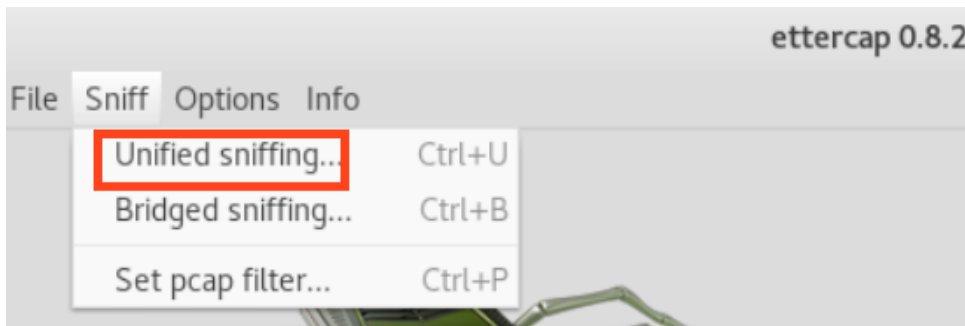 ettercap 0.8.2
File Sniff Options Info
Unified sniffing... Ctrl+U
Bridged sniffing... Ctrl+B
Set pcap filter... Ctrl+P